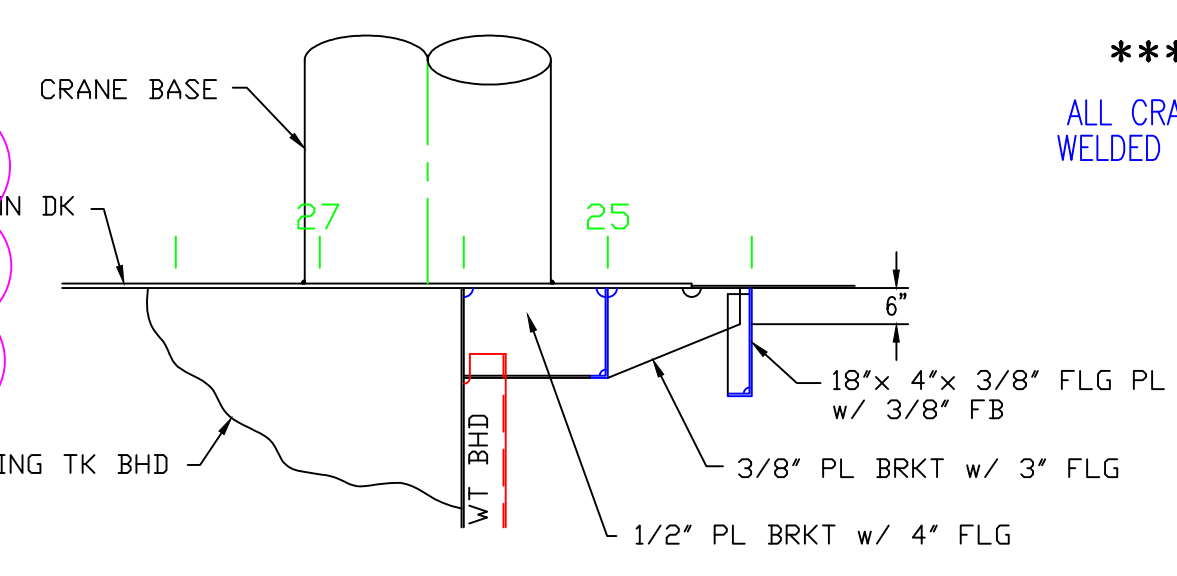 ***
CRANE BASE
ALL CRA
WELDED
N DK
27
25
6"
18"x 4"x 3/8" FLG PL
w/ 3/8" FB
WT BHD
ING TK BHD
3/8" PL BRKT w/ 3" FLG
1/2" PL BRKT w/ 4" FLG